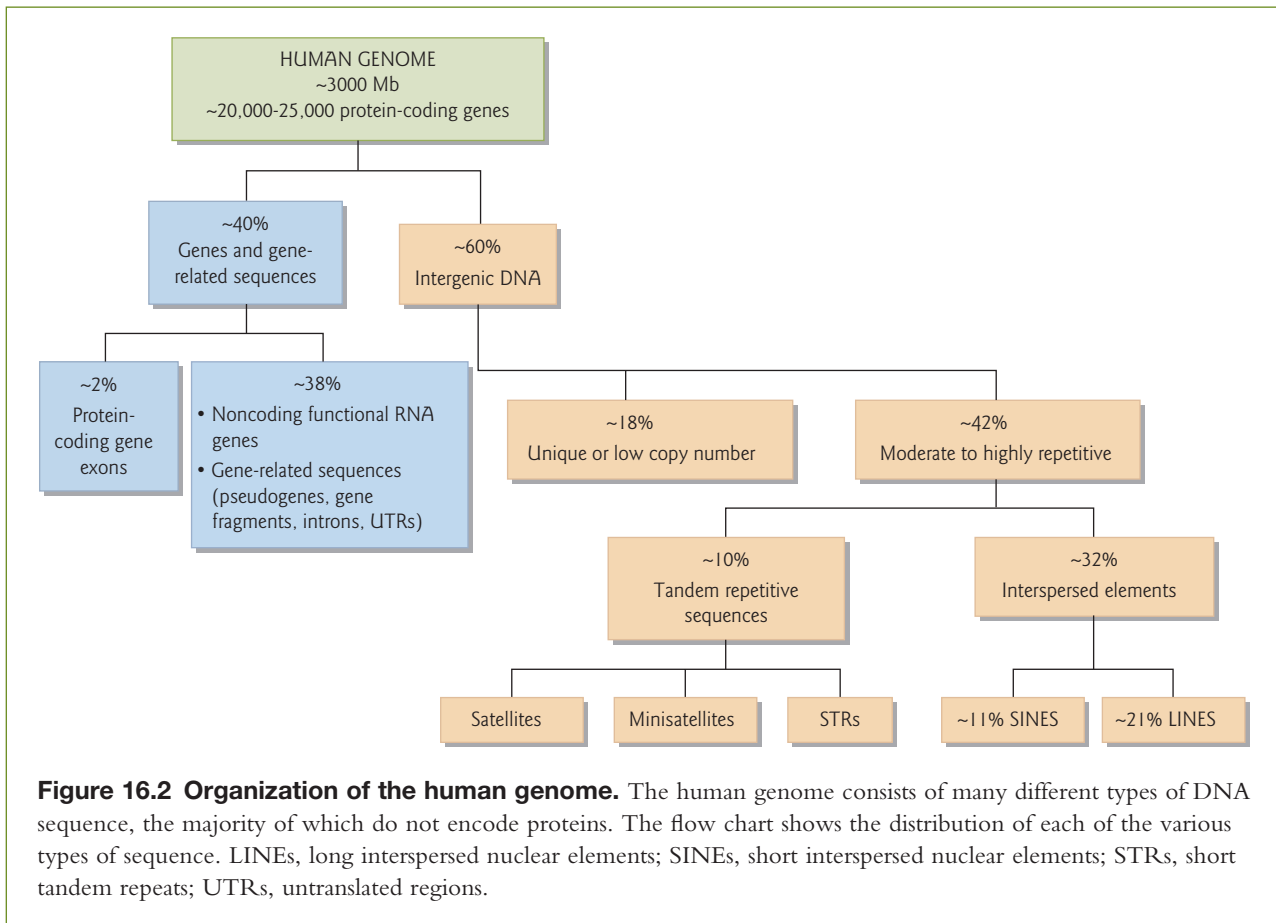 HUMAN GENOME
~3000 Mb
~20,000-25,000 protein-coding genes
~40%
Genes and gene-
related sequences
~60%
Intergenic DNA
~2%
Protein-
coding gene
exons
~38%
• Noncoding functional RNA
genes
• Gene-related sequences
(pseudogenes, gene
fragments, introns, UTRs)
~18%
Unique or low copy number
~42%
Moderate to highly repetitive
~10%
Tandem repetitive
sequences
~32%
Interspersed elements
Satellites
Minisatellites
STRs
~11% SINES
~21% LINES
Figure 16.2 Organization of the human genome. The human genome consists of many different types of DNA
sequence, the majority of which do not encode proteins. The flow chart shows the distribution of each of the various
types of sequence. LINEs, long interspersed nuclear elements; SINEs, short interspersed nuclear elements; STRs, short
tandem repeats; UTRs, untranslated regions.